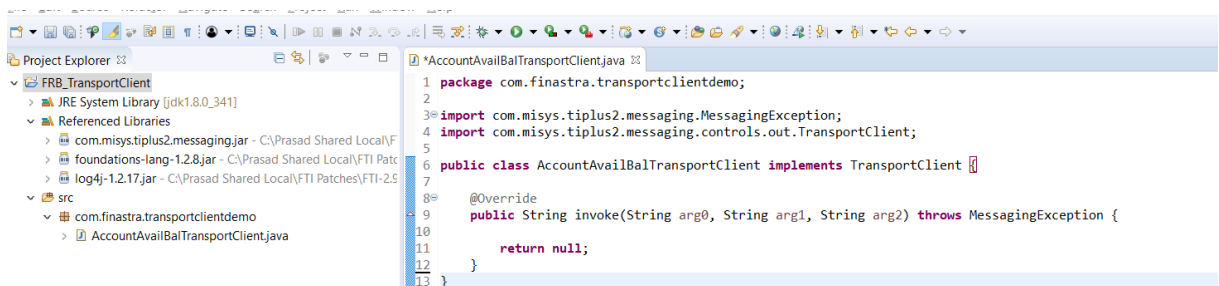 Project Explorer
FRB_TransportClient
JRE System Library [jdk1.8.0_341]
Referenced Libraries
com.misys.tiplus2.messaging.jar - C:\Prasad Shared Local\F
foundations-lang-1.2.8.jar - C:\Prasad Shared Local\FTI Patc
log4j-1.2.17.jar - C:\Prasad Shared Local\FTI Patches\FTI-2.9
src
com.finastra.transportclientdemo
AccountAvailBalTransportClient.java
*AccountAvailBalTransportClient.java
1 package com.finastra.transportclientdemo;
2
3 import com.misys.tiplus2.messaging.MessagingException;
4 import com.misys.tiplus2.messaging.controls.out.TransportClient;
5
6 public class AccountAvailBalTransportClient implements TransportClient {
7
8 @Override
9 public String invoke(String arg0, String arg1, String arg2) throws MessagingException {
10
11 return null;
12 }
13 }